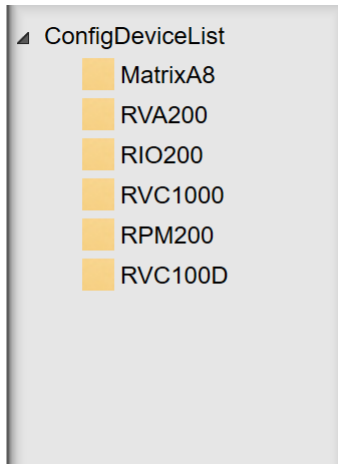 ConfigDeviceList
MatrixA8
RVA200
RIO200
RVC1000
RPM200
RVC100D